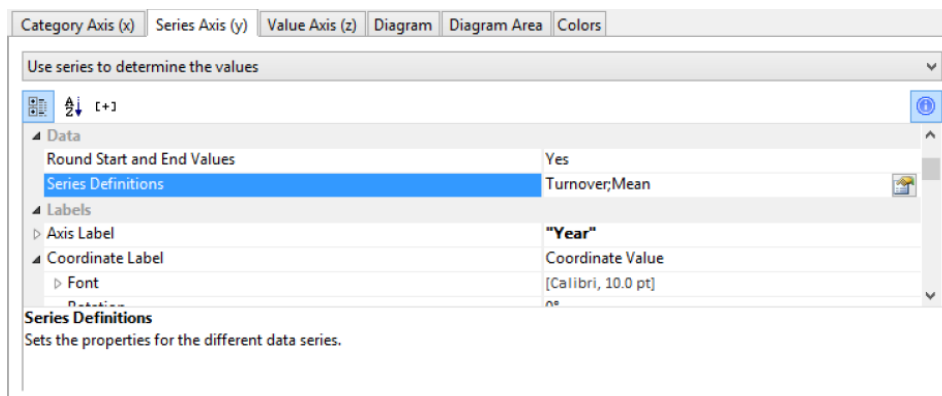 Category Axis (x) Series Axis (y) Value Axis (z) Diagram Diagram Area Colors
Use series to determine the values
A Z [+]
Data
Round Start and End Values Yes
Series Definitions Turnover;Mean
Labels
Axis Label "Year"
Coordinate Label Coordinate Value
Font [Calibri, 10.0 pt]
Rotation 0°
Series Definitions
Sets the properties for the different data series.